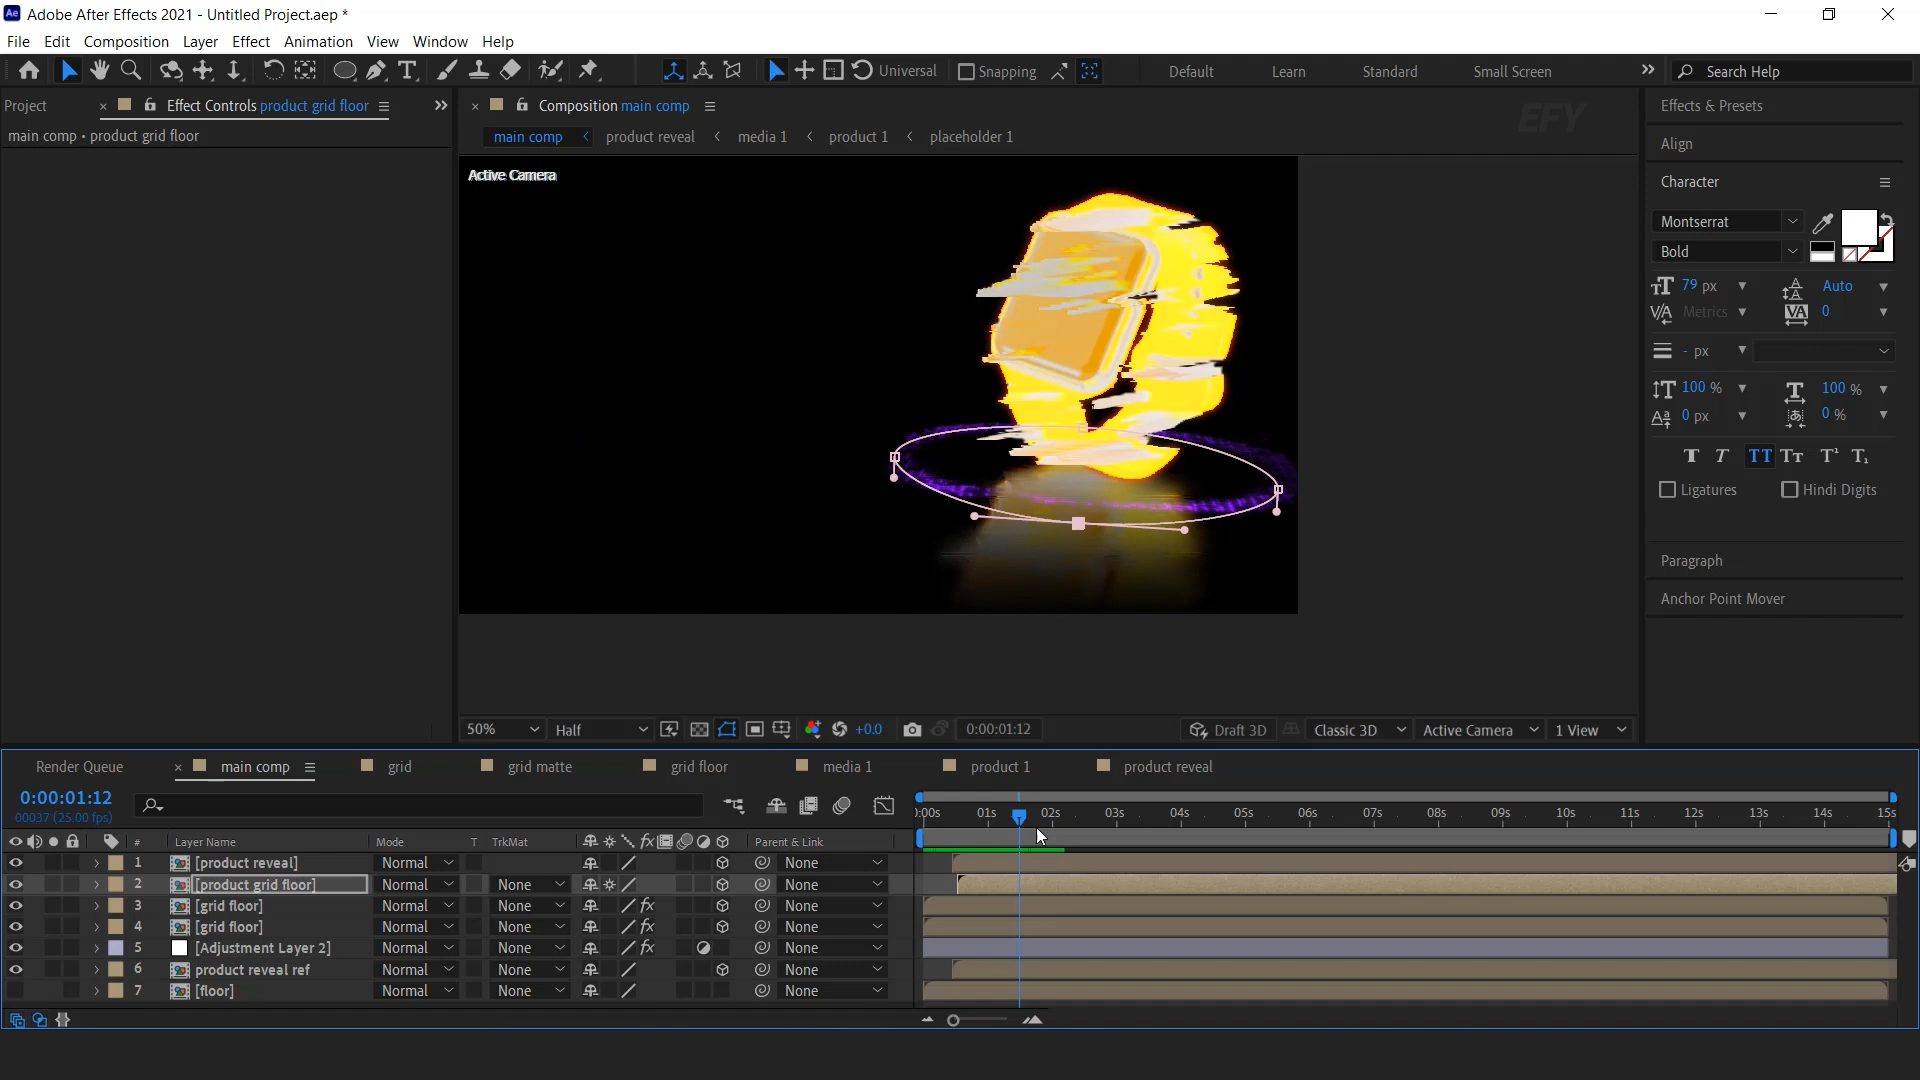 Ae Adobe After Effects 2021 - Untitled Project.aep *
File Edit Composition Layer Effect Animation View Window Help
Universal Snapping Default Learn Standard Small Screen Search Help
Project Effect Controls product grid floor Composition main comp EFY Effects & Presets
main comp • product grid floor main comp product reveal media 1 product 1 placeholder 1
Active Camera
Align
Character
Montserrat
Bold
79 px Auto
Metrics 0
- px
100 % 100 %
0 px 0 %
Ligatures Hindi Digits
Paragraph
Anchor Point Mover
50% Half +0.0 0:00:01:12 Draft 3D Classic 3D Active Camera 1 View
Render Queue main comp grid grid matte grid floor media 1 product 1 product reveal
0:00:01:12
00037 (25.00 fps)
):00s 01s 02s 03s 04s 05s 06s 07s 08s 09s 10s 11s 12s 13s 14s 15s
# Layer Name Mode T TrkMat Parent & Link
1 [product reveal] Normal None
2 [product grid floor] Normal None None
3 [grid floor] Normal None fx None
4 [grid floor] Normal None fx None
5 [Adjustment Layer 2] Normal None fx None
6 product reveal ref Normal None None
7 [floor] Normal None None